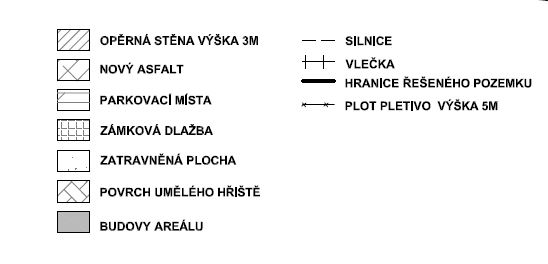 OPĚRNÁ STĚNA VÝŠKA 3M
NOVÝ ASFALT
PARKOVACÍ MÍSTA
ZÁMKOVÁ DLAŽBA
ZATRAVNĚNÁ PLOCHA
POVRCH UMĚLÉHO HŘIŠTĚ
BUDOVY AREÁLU
SILNICE
VLEČKA
HRANICE ŘEŠENÉHO POZEMKU
PLOT PLETIVO VÝŠKA 5M